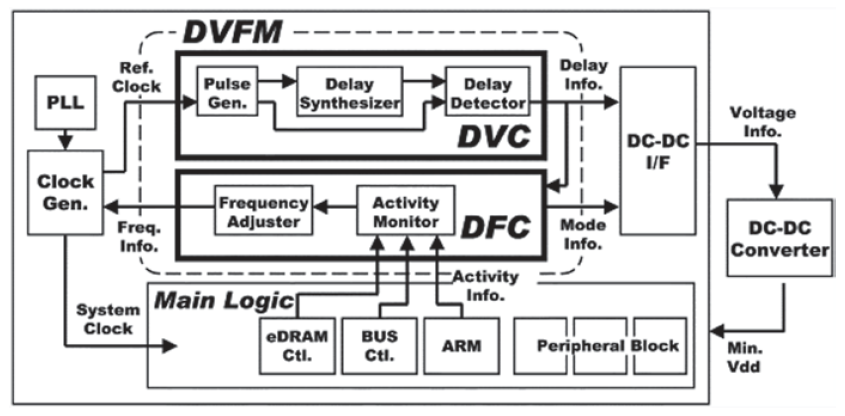 DVFM
Ref.
Clock
PLL
Pulse
Gen.
Delay
Synthesizer
Delay
Detector
DVC
Delay
Info.
DC-DC
I/F
Voltage
Info.
Clock
Gen.
Freq.
Info.
Frequency
Adjuster
Activity
Monitor
DFC
Mode
Info.
DC-DC
Converter
Activity
Info.
System
Clock
Main Logic
eDRAM
Ctl.
BUS
Ctl.
ARM
Peripheral Block
Min.
Vdd